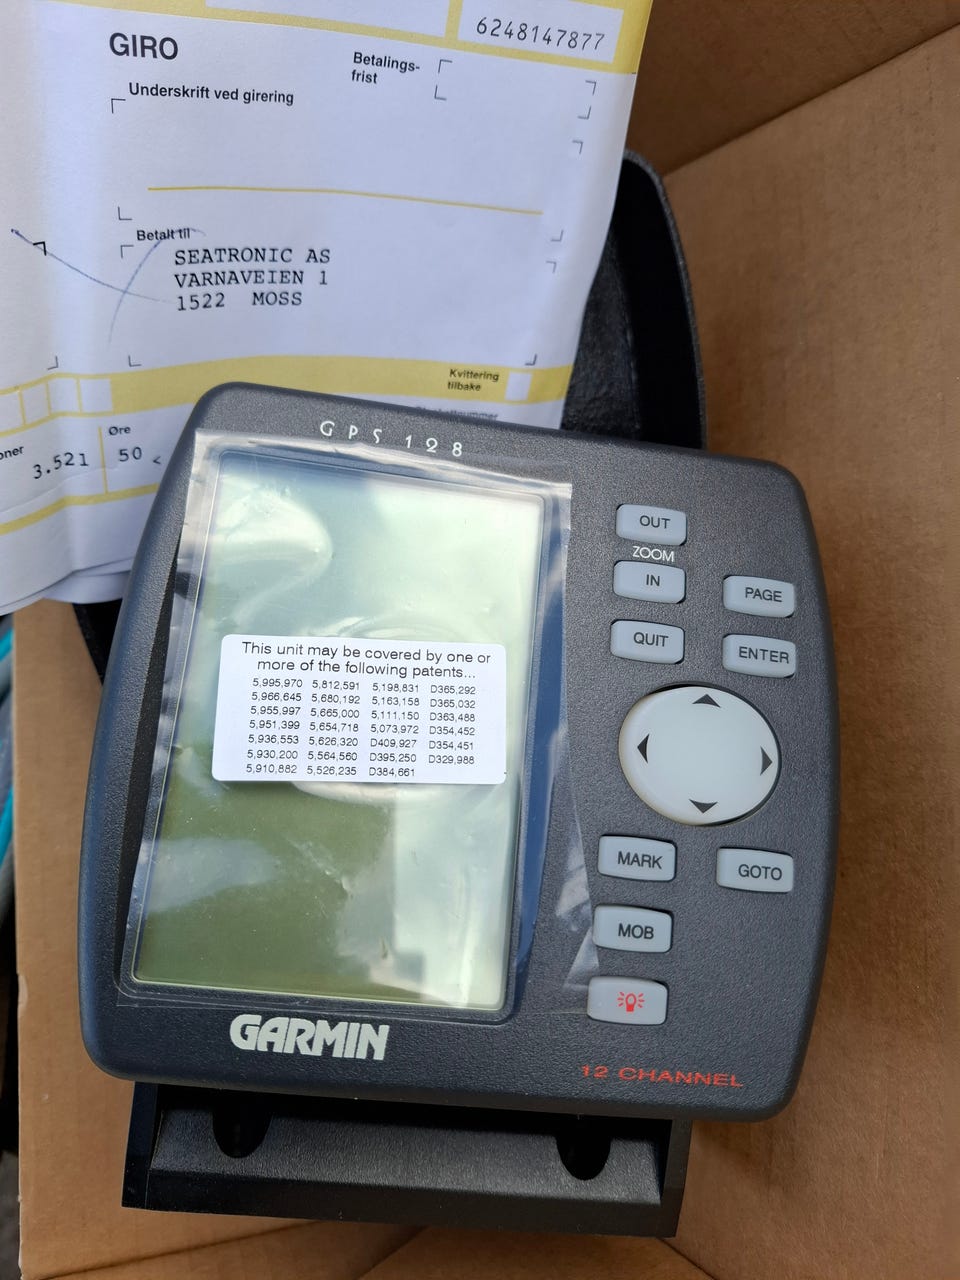 6248147877
GIRO
Betalings-
frist
Underskrift ved girering
Betalt til
SEATRONIC AS
VARNAVEIEN 1
1522 MOSS
Kvittering
tilbake
Øre
3.521 50 <
GPS 128
OUT
ZOOM
IN
PAGE
QUIT
ENTER
This unit may be covered by one or
more of the following patents...
5,995,970 5,812,591 5,198,831 D365,292
5,966,645 5,680,192 5,163,158 D365,032
5,955,997 5,665,000 5,111,150 D363,488
5,951,399 5,654,718 5,073,972 D354,452
5,936,553 5,626,320 D409,927 D354,451
5,930,200 5,564,560 D395,250 D329,988
5,910,882 5,526,235 D384,661
MARK
GOTO
MOB
GARMIN
12 CHANNEL